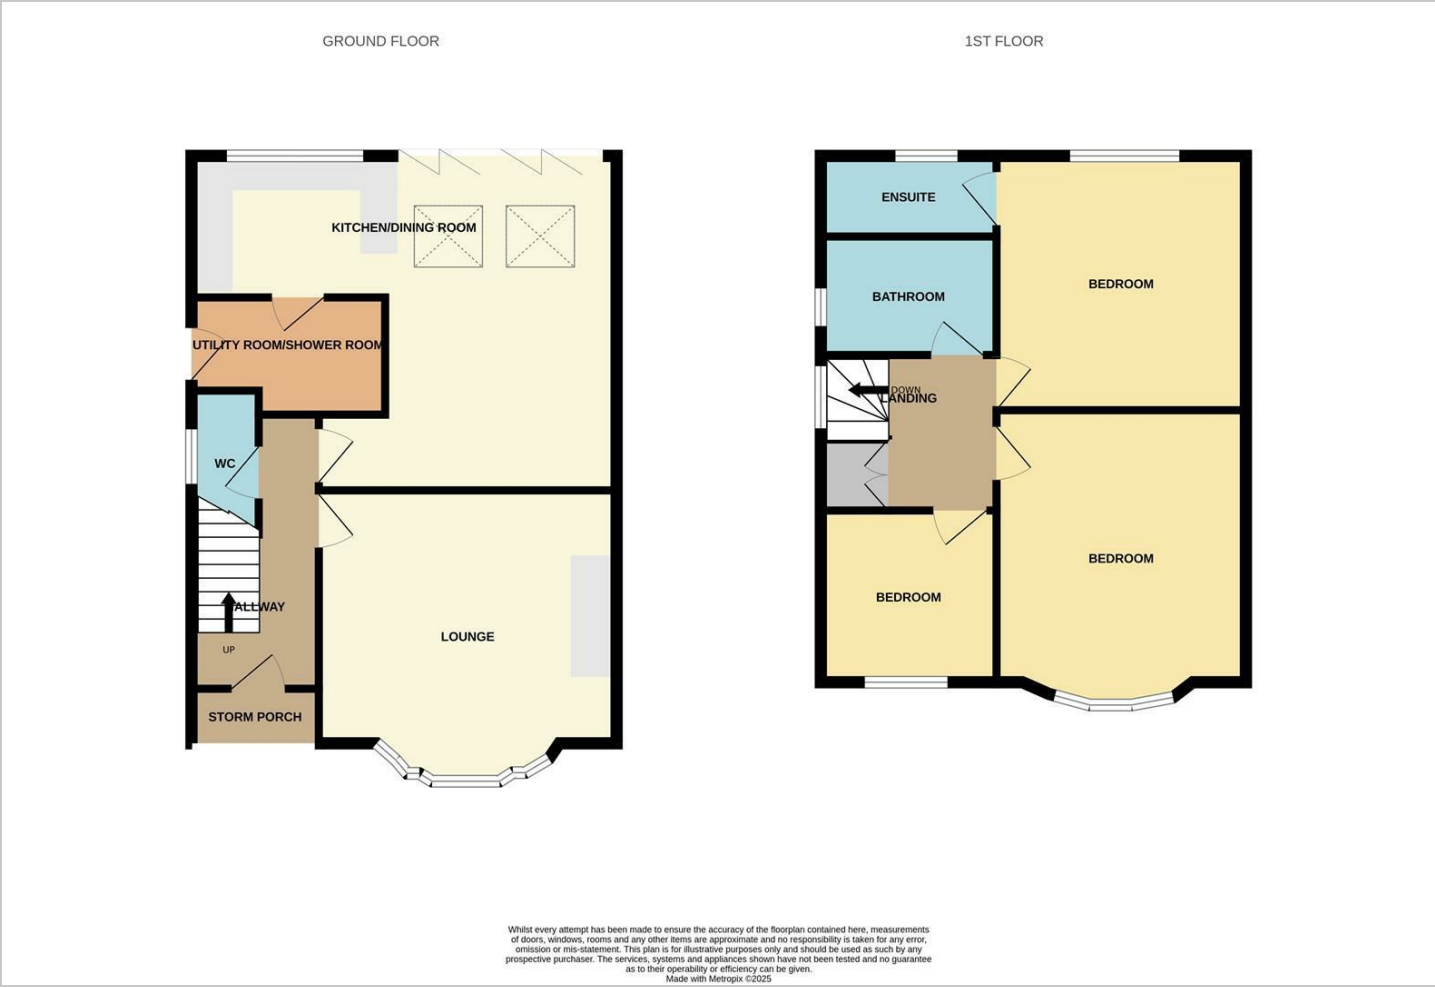 GROUND FLOOR
1ST FLOOR
KITCHEN/DINING ROOM
UTILITY ROOM/SHOWER ROOM
WC
ALLWAY
UP
LOUNGE
STORM PORCH
ENSUITE
BATHROOM
BEDROOM
DOWN
LANDING
BEDROOM
BEDROOM
Whilst every attempt has been made to ensure the accuracy of the floorplan contained here, measurements
of doors, windows, rooms and any other items are approximate and no responsibility is taken for any error,
omission or mis-statement. This plan is for illustrative purposes only and should be used as such by any
prospective purchaser. The services, systems and appliances shown have not been tested and no guarantee
as to their operability or efficiency can be given.
Made with Metropix ©2025